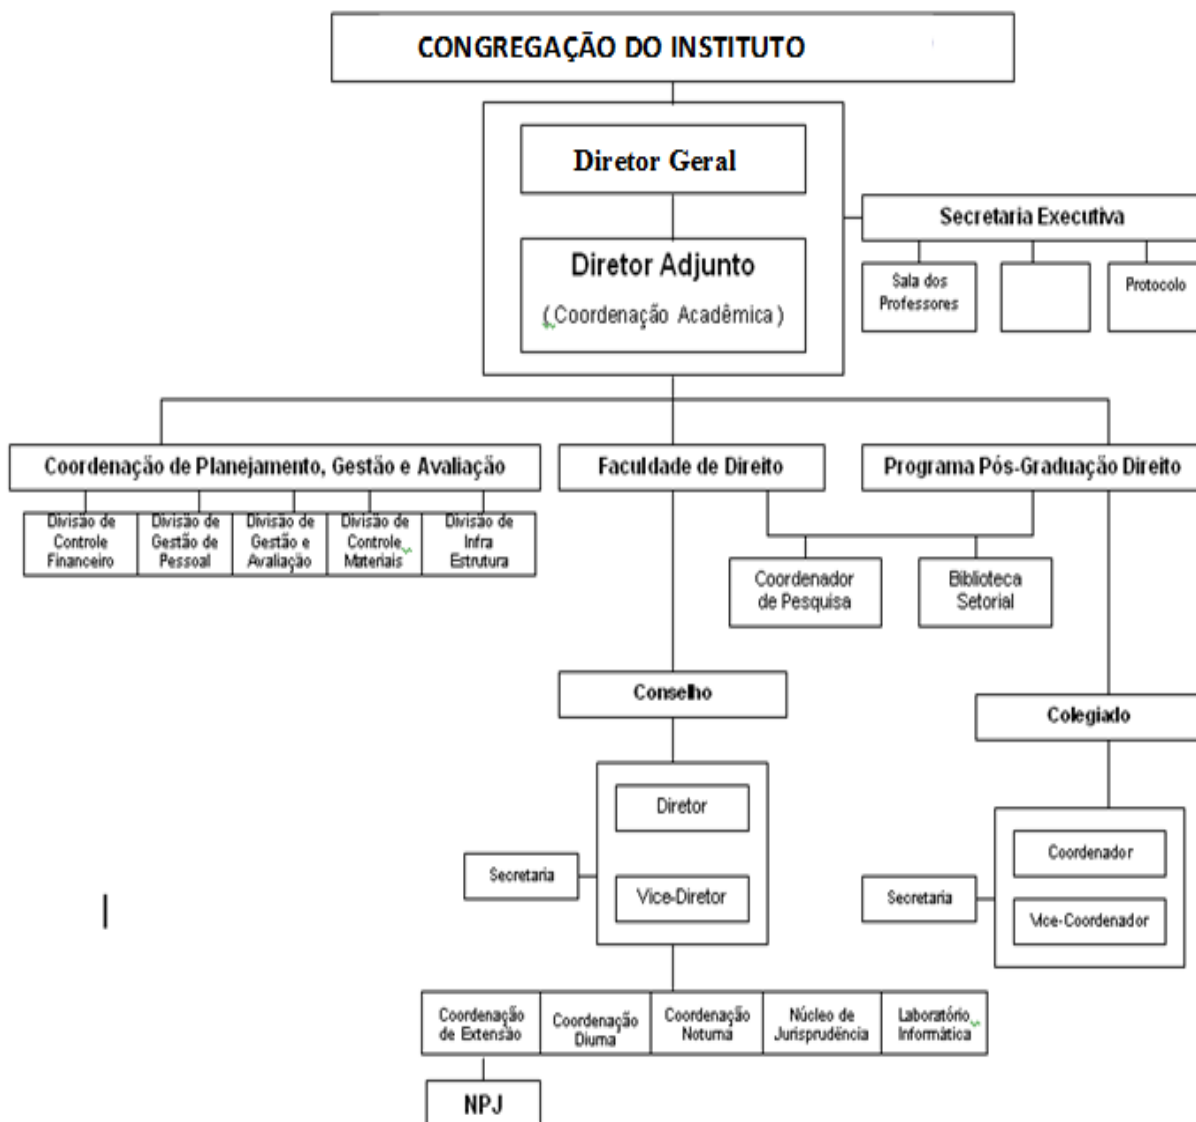 CONGREGAÇÃO DO INSTITUTO
Diretor Geral
Diretor Adjunto
(Coordenação Acadêmica)
Secretaria Executiva
Sala dos
Professores
Protocolo
Coordenação de Planejamento, Gestão e Avaliação
Divisão de
Controle
Financeiro
Divisão de
Gestão de
Pessoal
Divisão de
Gestão e
Avaliação
Divisão de
Controle
Materiais
Divisão de
Infra
Estrutura
Faculdade de Direito
Programa Pós-Graduação Direito
Coordenador
de Pesquisa
Biblioteca
Setorial
Conselho
Colegiado
Diretor
Vice-Diretor
Secretaria
Coordenador
Vice-Coordenador
Secretaria
Coordenação
de Extensão
Coordenação
Diurna
Coordenação
Noturna
Núcleo de
Jurisprudência
Laboratório
Informática
NPJ